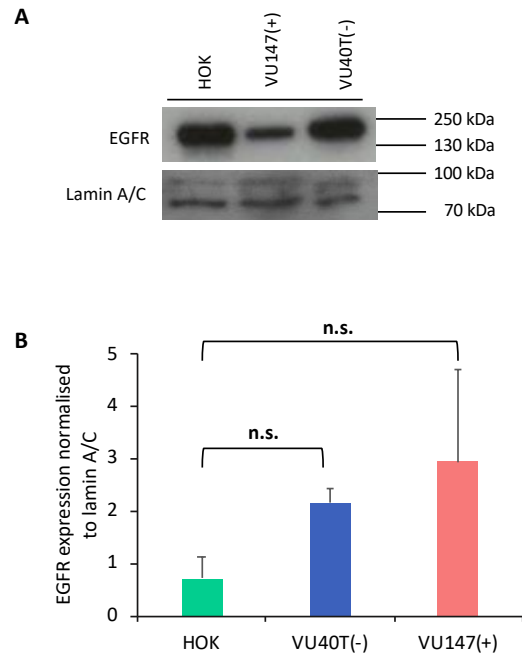 A
HOK
VU147(+)
VU40T(-)
EGFR
250 kDa
130 kDa
Lamin A/C
100 kDa
70 kDa
B
n.s.
n.s.
EGFR expression normalised
to lamin A/C
5
4
3
2
1
0
HOK
VU40T(-)
VU147(+)